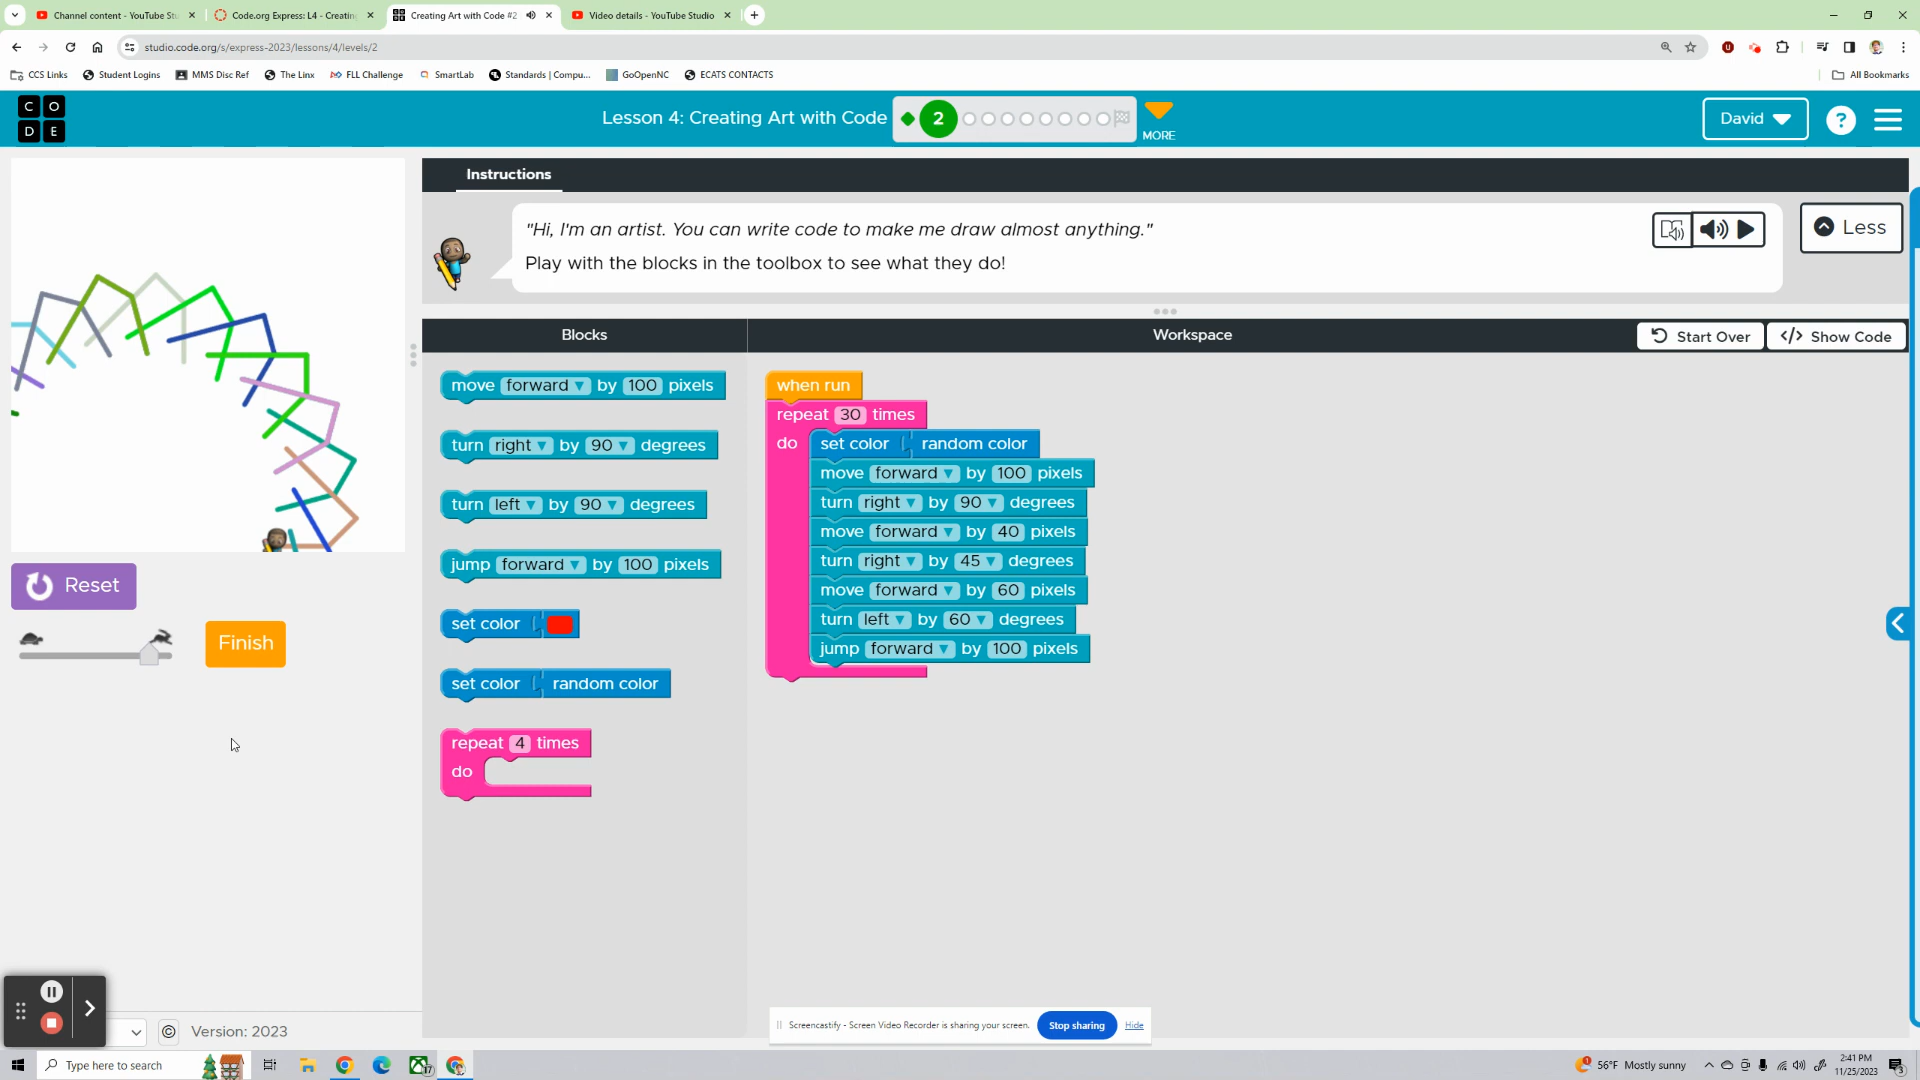 Channel content - YouTube Stu
Code.org Express: L4 - Creatin
Creating Art with Code #2
Video details - YouTube Studio
studio.code.org/s/express-2023/lessons/4/levels/2
CCS Links
Student Logins
MMS Disc Ref
The Linx
FLL Challenge
SmartLab
Standards | Compu...
GoOpenNC
ECATS CONTACTS
All Bookmarks
C O
D E
Lesson 4: Creating Art with Code
2
MORE
David
?
Instructions
"Hi, I'm an artist. You can write code to make me draw almost anything."
Play with the blocks in the toolbox to see what they do!
Less
Blocks
Workspace
Start Over
</> Show Code
move forward by 100 pixels
turn right by 90 degrees
turn left by 90 degrees
jump forward by 100 pixels
set color
set color random color
repeat 4 times
do
when run
repeat 30 times
do set color random color
move forward by 100 pixels
turn right by 90 degrees
move forward by 40 pixels
turn right by 45 degrees
move forward by 60 pixels
turn left by 60 degrees
jump forward by 100 pixels
Reset
Finish
© Version: 2023
Screencastify - Screen Video Recorder is sharing your screen.
Stop sharing
Hide
Type here to search
17
56°F Mostly sunny
2:41 PM
11/25/2023
3